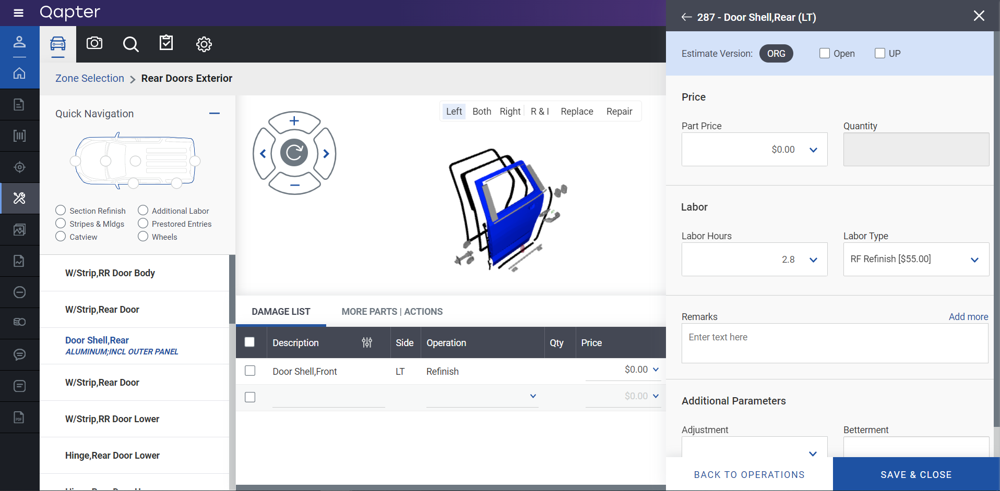 Qapter
287 - Door Shell,Rear (LT)
Estimate Version: ORG Open UP
Zone Selection Rear Doors Exterior
Quick Navigation
Section Refinish Additional Labor
Stripes & Mldgs Prestored Entries
Catview Wheels
W/Strip,RR Door Body
W/Strip,Rear Door
Door Shell,Rear
ALUMINUM;INCL OUTER PANEL
W/Strip,Rear Door
W/Strip,RR Door Lower
Hinge,Rear Door Lower
Left Both Right R & I Replace Repair
DAMAGE LIST MORE PARTS | ACTIONS
Description Side Operation Qty Price
Door Shell,Front LT Refinish $0.00
$0.00
Price
Part Price Quantity
$0.00
Labor
Labor Hours Labor Type
2.8 RF Refinish [$55.00]
Remarks Add more
Enter text here
Additional Parameters
Adjustment Betterment
BACK TO OPERATIONS SAVE & CLOSE
PDF